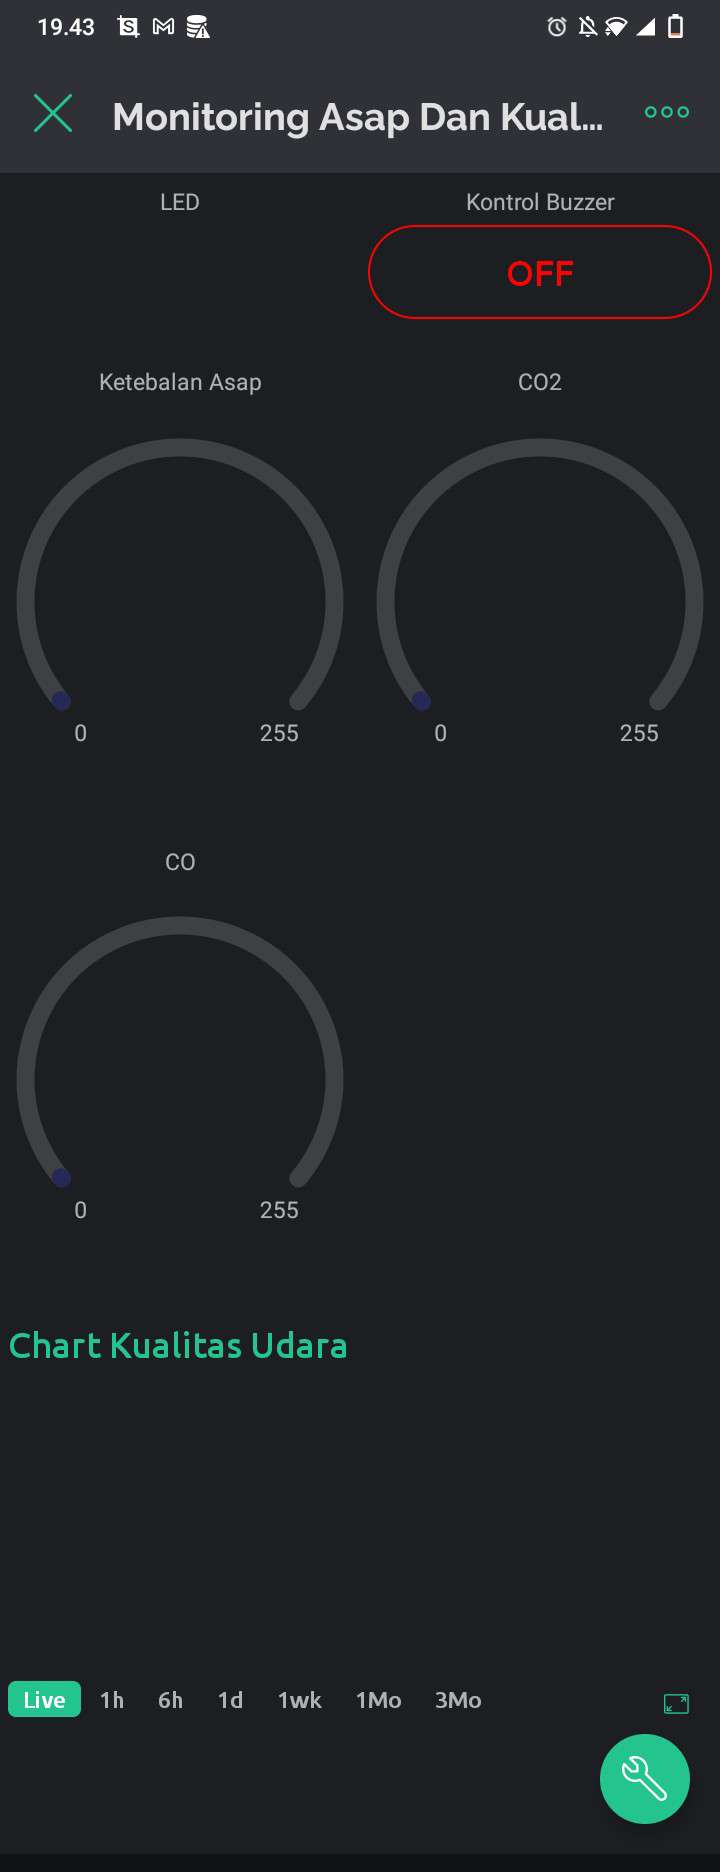 19.43
Monitoring Asap Dan Kual...
LED
Kontrol Buzzer
OFF
Ketebalan Asap
CO2
0
255
0
255
CO
0
255
Chart Kualitas Udara
Live 1h 6h 1d 1wk 1Mo 3Mo